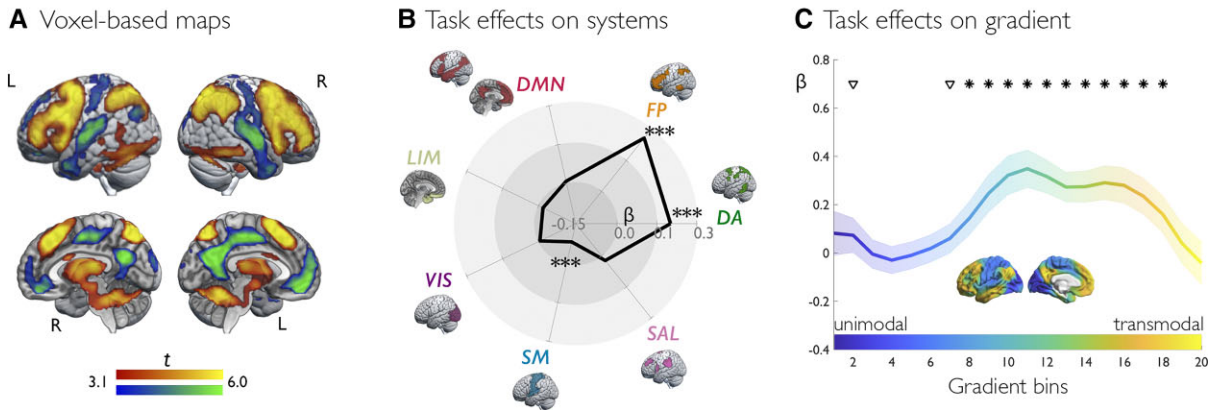 A Voxel-based maps
L
R
R
L
t
3.1
6.0
B Task effects on systems
DMN
FP
***
LIM
DA
***
β
-0.15
0.0
0.1
0.3
***
VIS
SM
SAL
C Task effects on gradient
β
0.8
0.6
0.4
0.2
0
-0.2
-0.4
unimodal
transmodal
2 4 6 8 10 12 14 16 18 20
Gradient bins